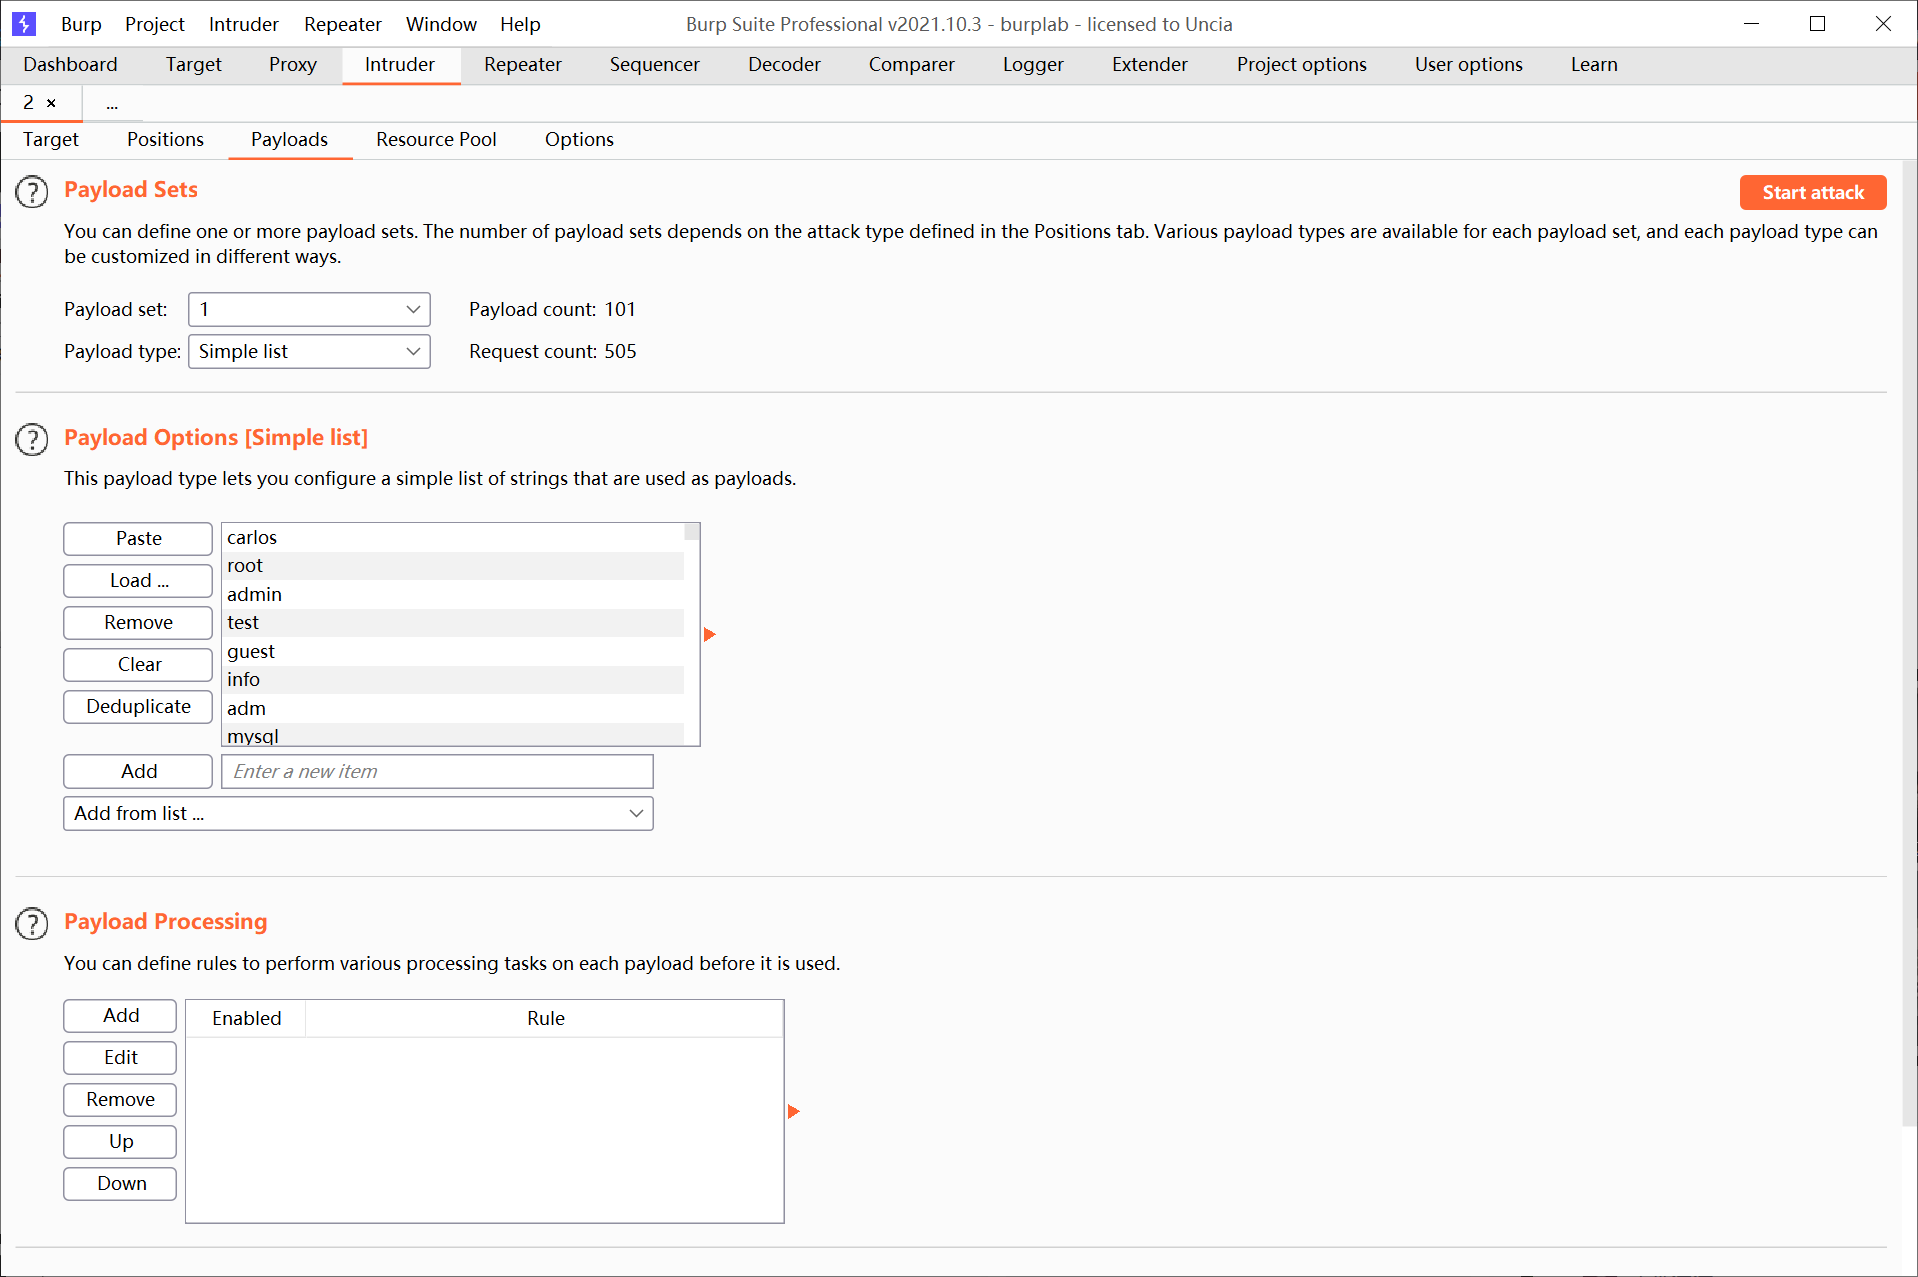 Burp Project Intruder Repeater Window Help Burp Suite Professional v2021.10.3 - burplab - licensed to Uncia
Dashboard Target Proxy Intruder Repeater Sequencer Decoder Comparer Logger Extender Project options User options Learn
2 × ...
Target Positions Payloads Resource Pool Options
? Payload Sets Start attack
You can define one or more payload sets. The number of payload sets depends on the attack type defined in the Positions tab. Various payload types are available for each payload set, and each payload type can
be customized in different ways.
Payload set: 1 Payload count: 101
Payload type: Simple list Request count: 505
? Payload Options [Simple list]
This payload type lets you configure a simple list of strings that are used as payloads.
Paste carlos
root
Load ... admin
Remove test
Clear guest
info
Deduplicate adm
mysql
Add Enter a new item
Add from list ...
? Payload Processing
You can define rules to perform various processing tasks on each payload before it is used.
Add Enabled Rule
Edit
Remove
Up
Down